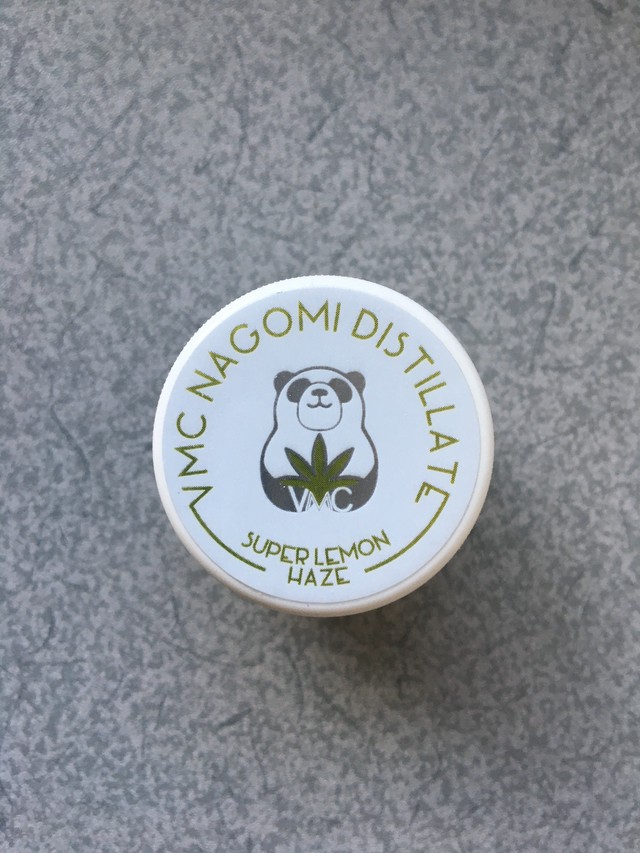 VMC NAGOMI DISTILLATE
VMC
SUPER LEMON
HAZE